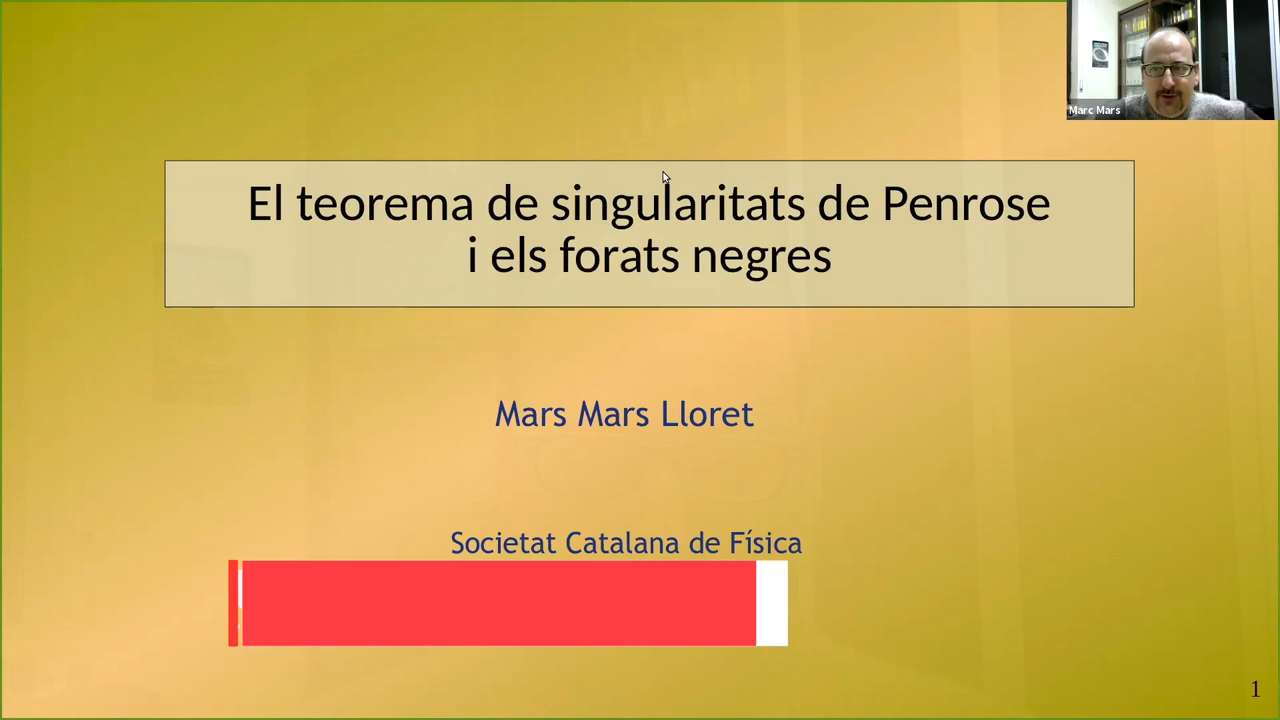 Marc Mars
El teorema de singularitats de Penrose
i els forats negres
Mars Mars Lloret
Societat Catalana de Física
1